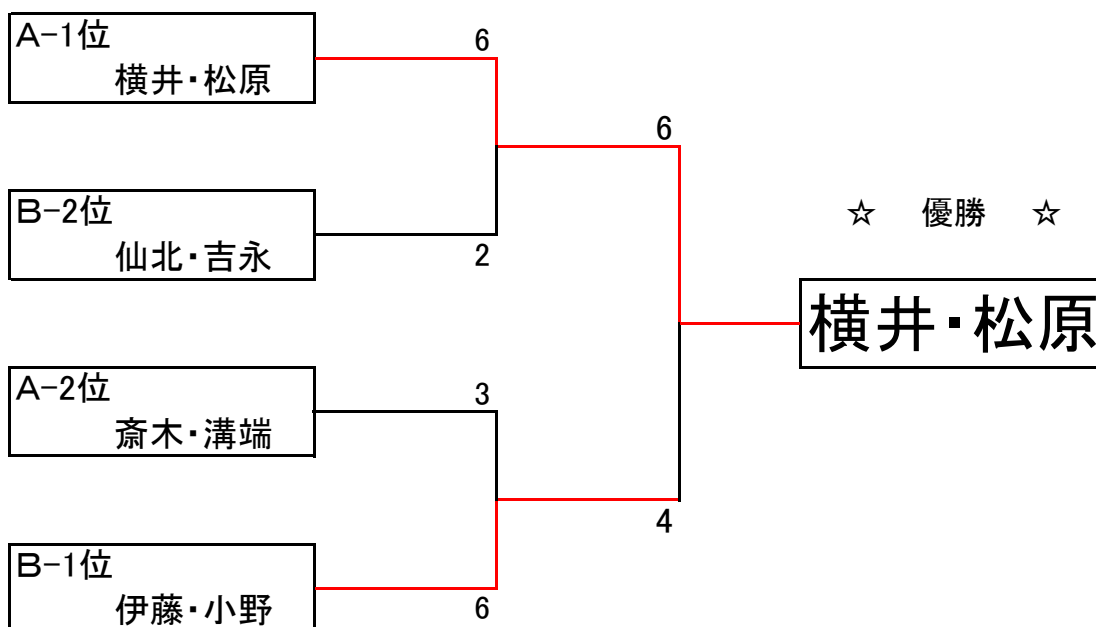 A-1位
横井・松原
6
6
B-2位
仙北・吉永
2
☆ 優勝 ☆
横井・松原
A-2位
斎木・溝端
3
4
B-1位
伊藤・小野
6